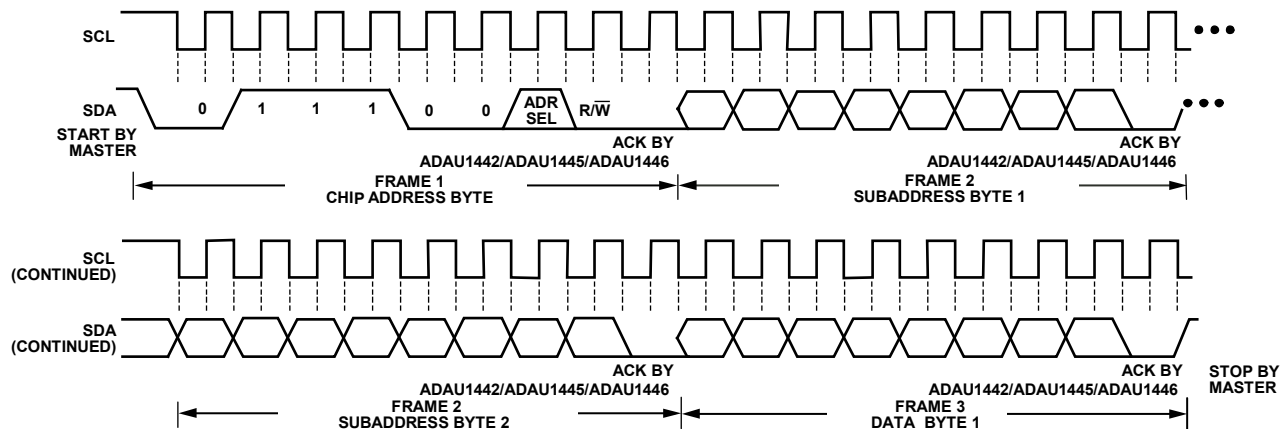 SCL
SDA
0 1 1 1 0 0 ADR SEL R/W̅
START BY MASTER
ACK BY
ADAU1442/ADAU1445/ADAU1446
ACK BY
ADAU1442/ADAU1445/ADAU1446
FRAME 1
CHIP ADDRESS BYTE
FRAME 2
SUBADDRESS BYTE 1
SCL
(CONTINUED)
SDA
(CONTINUED)
ACK BY
ADAU1442/ADAU1445/ADAU1446
ACK BY
ADAU1442/ADAU1445/ADAU1446
STOP BY
MASTER
FRAME 2
SUBADDRESS BYTE 2
FRAME 3
DATA BYTE 1